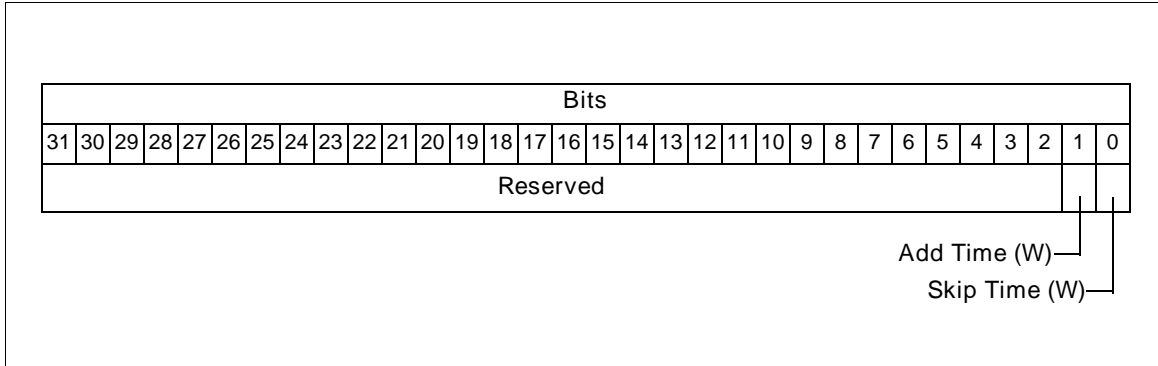 Bits
31 30 29 28 27 26 25 24 23 22 21 20 19 18 17 16 15 14 13 12 11 10 9 8 7 6 5 4 3 2 1 0
Reserved
Add Time (W)
Skip Time (W)